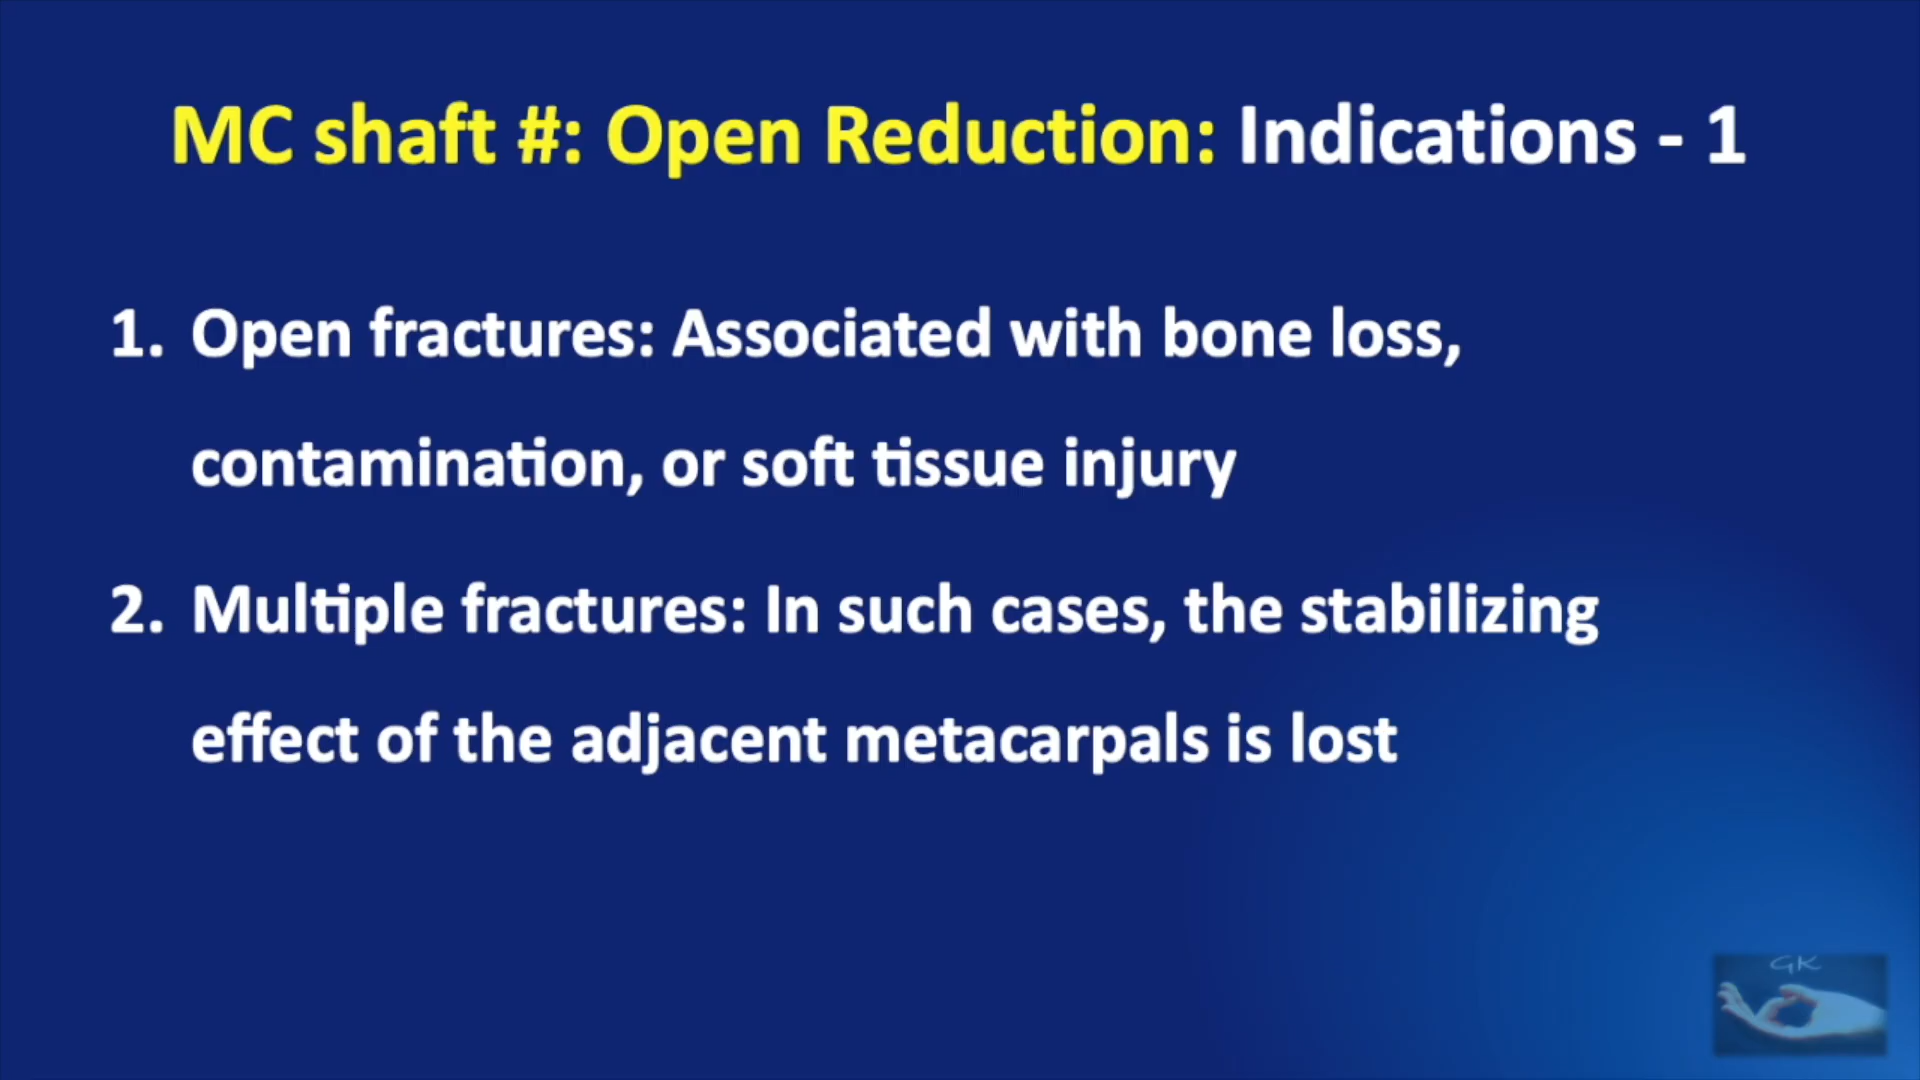 MC shaft #: Open Reduction: Indications - 1
1. Open fractures: Associated with bone loss,
contamination, or soft tissue injury
2. Multiple fractures: In such cases, the stabilizing
effect of the adjacent metacarpals is lost
GK